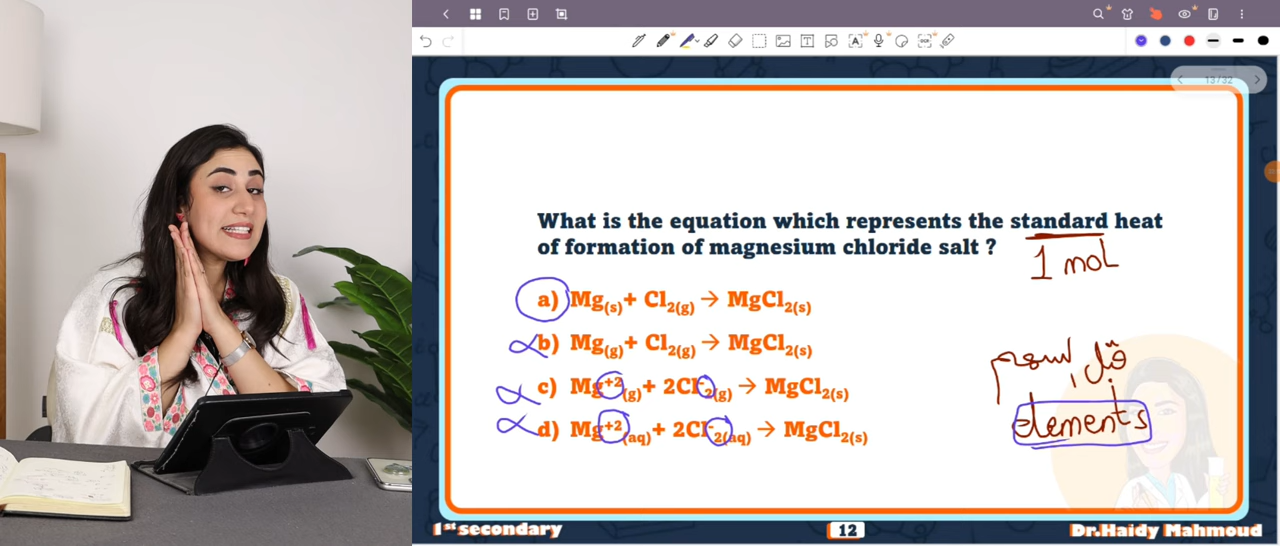 13/32
What is the equation which represents the standard heat
of formation of magnesium chloride salt ?
1 mol
a) Mg(s)+ Cl2(g) → MgCl2(s)
b) Mg(g)+ Cl2(g) → MgCl2(s)
c) Mg+2(g)+ 2Cl-2(g) → MgCl2(s)
d) Mg+2(aq)+ 2Cl-2(aq) → MgCl2(s)
elements
1st secondary
12
Dr.Haidy Mahmoud